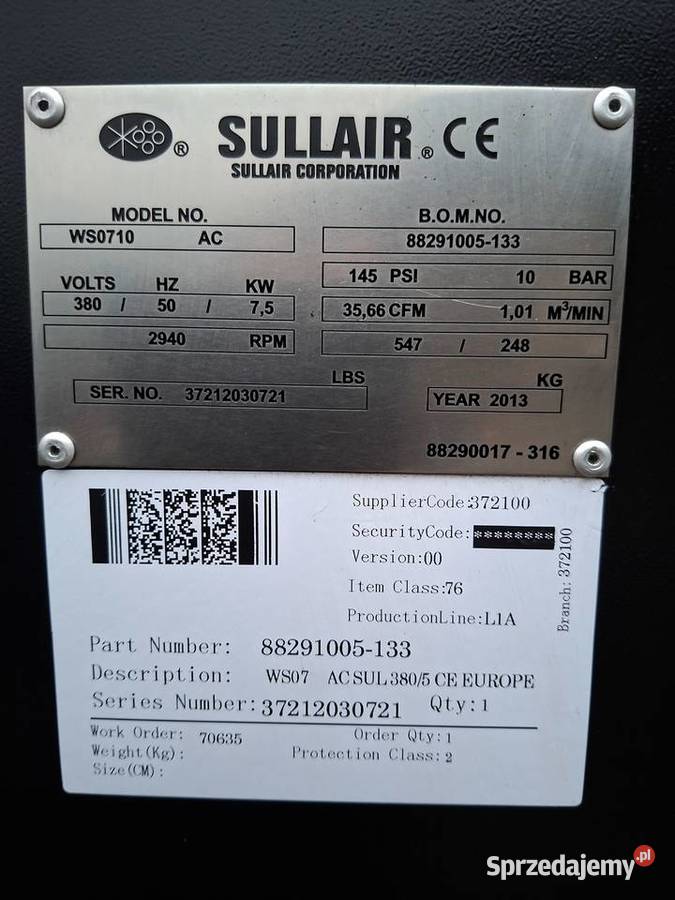 ® SULLAIR® CE
SULLAIR CORPORATION
MODEL NO. B.O.M.NO.
WS0710 AC 88291005-133
145 PSI 10 BAR
VOLTS HZ KW
380 / 50 / 7,5 35,66 CFM 1,01 M³/MIN
2940 RPM 547 / 248
LBS KG
SER. NO. 37212030721 YEAR 2013
88290017 - 316
SupplierCode:372100
SecurityCode:********
Version:00
Item Class:76
ProductionLine:L1A
Branch: 372100
Part Number: 88291005-133
Description: WS07 AC SUL 380/5 CE EUROPE
Series Number:37212030721 Qty:1
Work Order: 70635 Order Qty:1
Weight(Kg): Protection Class:2
Size(CM):
Sprzedajemy.pl